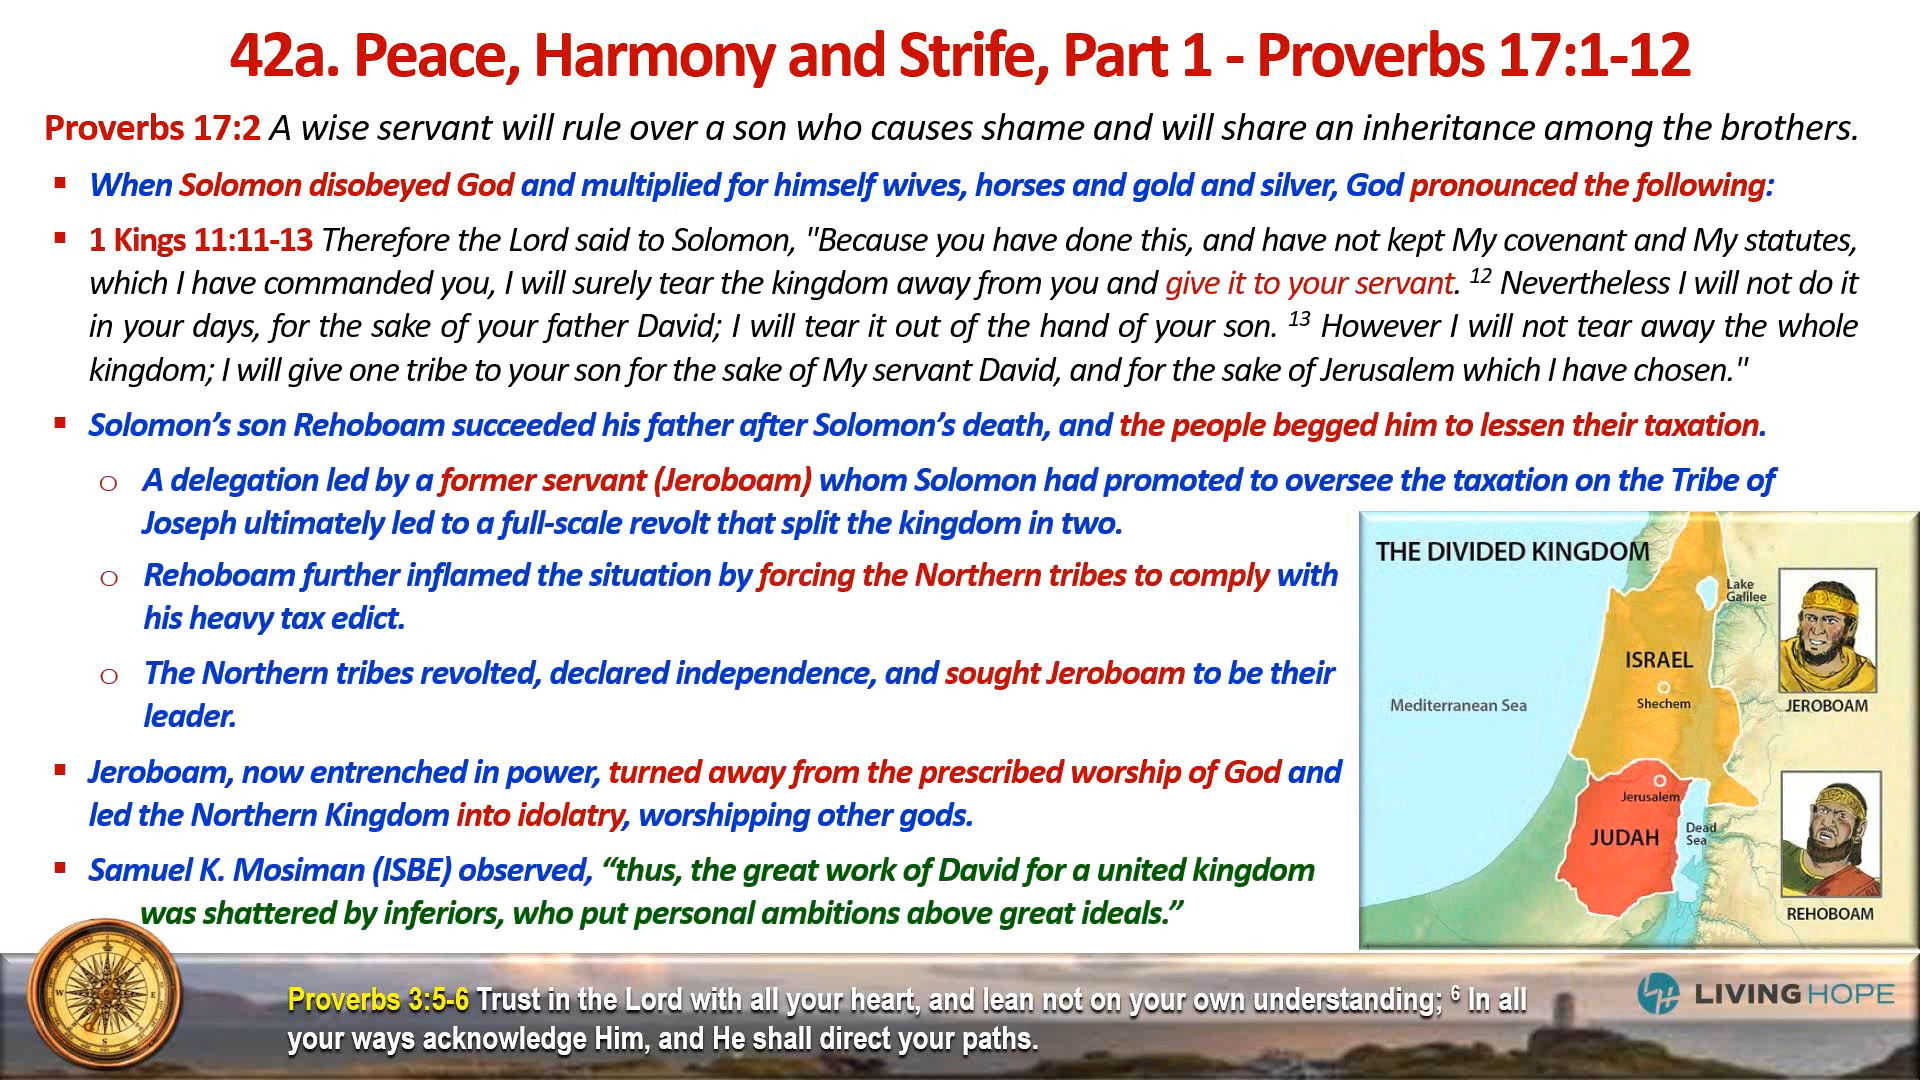 42a. Peace, Harmony and Strife, Part 1 - Proverbs 17:1-12
Proverbs 17:2 A wise servant will rule over a son who causes shame and will share an inheritance among the brothers.
▪ When Solomon disobeyed God and multiplied for himself wives, horses and gold and silver, God pronounced the following:
▪ 1 Kings 11:11-13 Therefore the Lord said to Solomon, "Because you have done this, and have not kept My covenant and My statutes,
which I have commanded you, I will surely tear the kingdom away from you and give it to your servant. 12 Nevertheless I will not do it
in your days, for the sake of your father David; I will tear it out of the hand of your son. 13 However I will not tear away the whole
kingdom; I will give one tribe to your son for the sake of My servant David, and for the sake of Jerusalem which I have chosen."
▪ Solomon’s son Rehoboam succeeded his father after Solomon’s death, and the people begged him to lessen their taxation.
o A delegation led by a former servant (Jeroboam) whom Solomon had promoted to oversee the taxation on the Tribe of
Joseph ultimately led to a full-scale revolt that split the kingdom in two.
o Rehoboam further inflamed the situation by forcing the Northern tribes to comply with
his heavy tax edict.
o The Northern tribes revolted, declared independence, and sought Jeroboam to be their
leader.
▪ Jeroboam, now entrenched in power, turned away from the prescribed worship of God and
led the Northern Kingdom into idolatry, worshipping other gods.
▪ Samuel K. Mosiman (ISBE) observed, “thus, the great work of David for a united kingdom
was shattered by inferiors, who put personal ambitions above great ideals.”
THE DIVIDED KINGDOM
Lake
Galilee
ISRAEL
Shechem
Mediterranean Sea
JEROBOAM
Jerusalem
JUDAH
Dead
Sea
REHOBOAM
W
E
S
Proverbs 3:5-6 Trust in the Lord with all your heart, and lean not on your own understanding; 6 In all
your ways acknowledge Him, and He shall direct your paths.
LH LIVING HOPE